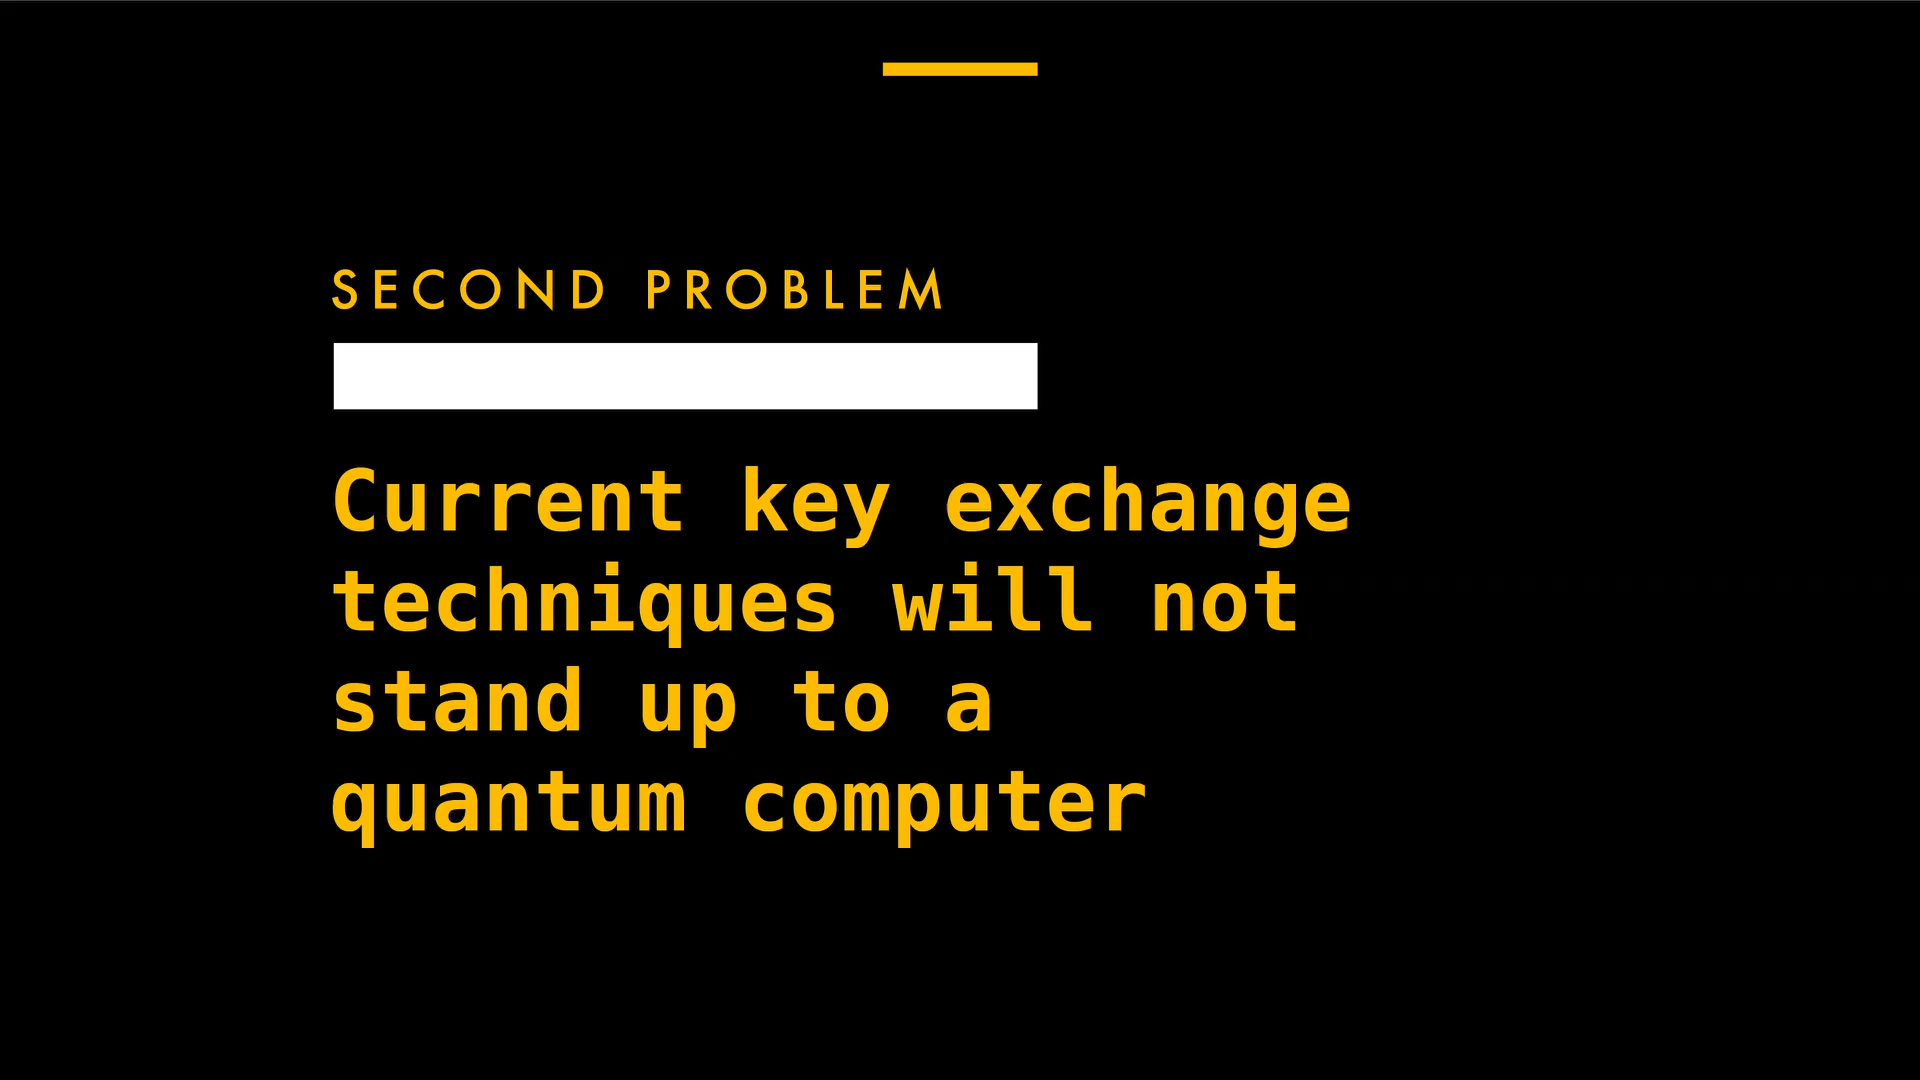 SECOND PROBLEM
Current key exchange
techniques will not
stand up to a
quantum computer